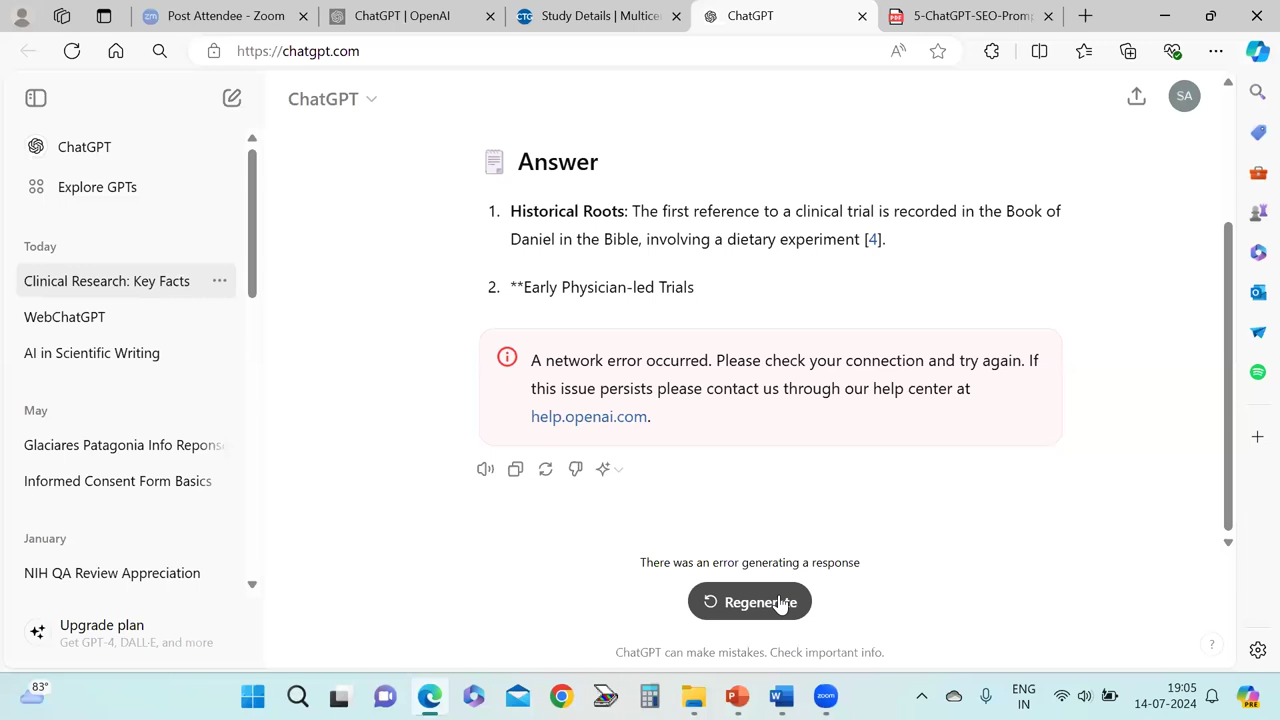 Post Attendee - Zoom
ChatGPT (OpenAI
CTG
Study Details | Multice
ChatGPT
PDF
5-ChatGPT-SEO-Promp
https://chatgpt.com
ChatGPT
SA
ChatGPT
Explore GPTs
Today
Clinical Research: Key Facts
WebChatGPT
AI in Scientific Writing
May
Glaciares Patagonia Info Repons
Informed Consent Form Basics
January
NIH QA Review Appreciation
Upgrade plan
Get GPT-4, DALL·E, and more
Answer
1. Historical Roots: The first reference to a clinical trial is recorded in the Book of
Daniel in the Bible, involving a dietary experiment [4].
2. **Early Physician-led Trials
A network error occurred. Please check your connection and try again. If
this issue persists please contact us through our help center at
help.openai.com.
There was an error generating a response
Regenerate
ChatGPT can make mistakes. Check important info.
?
83°
zoom
ENG
IN
19:05
14-07-2024
PRE